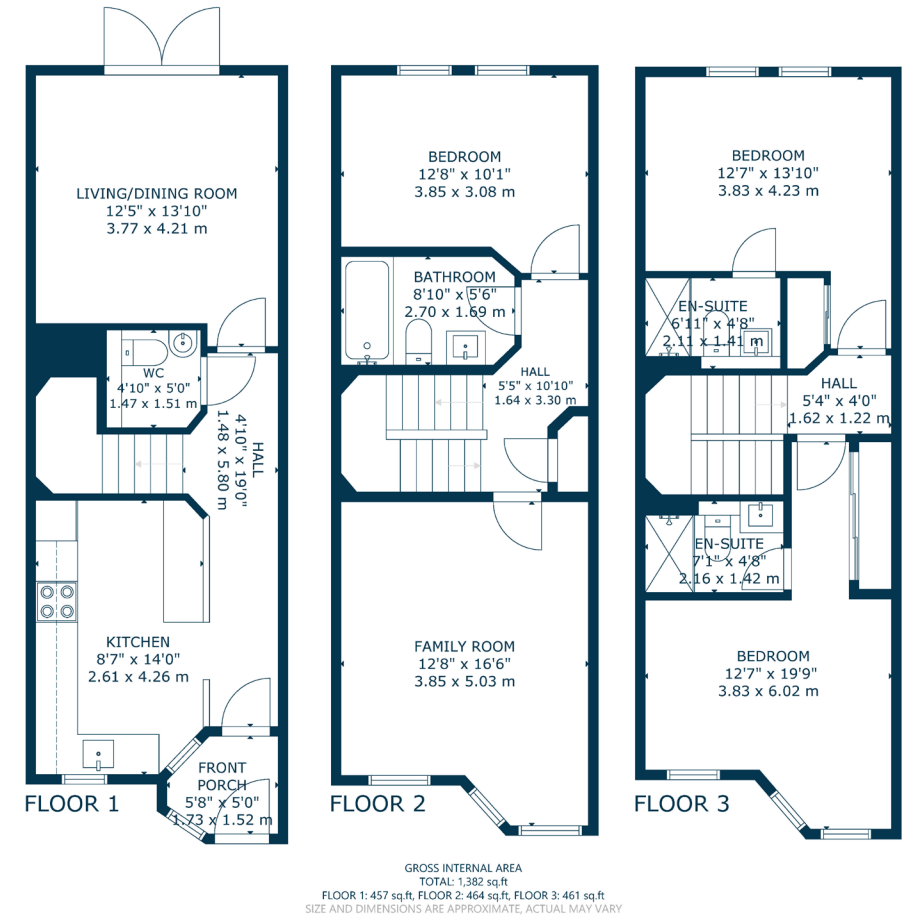 LIVING/DINING ROOM
12'5" x 13'10"
3.77 x 4.21 m
WC
4'10" x 5'0"
1.47 x 1.51 m
HALL
4'10" x 19'0"
1.48 x 5.80 m
KITCHEN
8'7" x 14'0"
2.61 x 4.26 m
FRONT
PORCH
5'8" x 5'0"
1.73 x 1.52 m
FLOOR 1
BEDROOM
12'8" x 10'1"
3.85 x 3.08 m
BATHROOM
8'10" x 5'6"
2.70 x 1.69 m
HALL
5'5" x 10'10"
1.64 x 3.30 m
FAMILY ROOM
12'8" x 16'6"
3.85 x 5.03 m
FLOOR 2
BEDROOM
12'7" x 13'10"
3.83 x 4.23 m
EN-SUITE
6'11" x 4'8"
2.11 x 1.41 m
HALL
5'4" x 4'0"
1.62 x 1.22 m
EN-SUITE
7'1" x 4'8"
2.16 x 1.42 m
BEDROOM
12'7" x 19'9"
3.83 x 6.02 m
FLOOR 3
GROSS INTERNAL AREA
TOTAL: 1,382 sq.ft
FLOOR 1: 457 sq.ft, FLOOR 2: 464 sq.ft, FLOOR 3: 461 sq.ft
SIZE AND DIMENSIONS ARE APPROXIMATE, ACTUAL MAY VARY